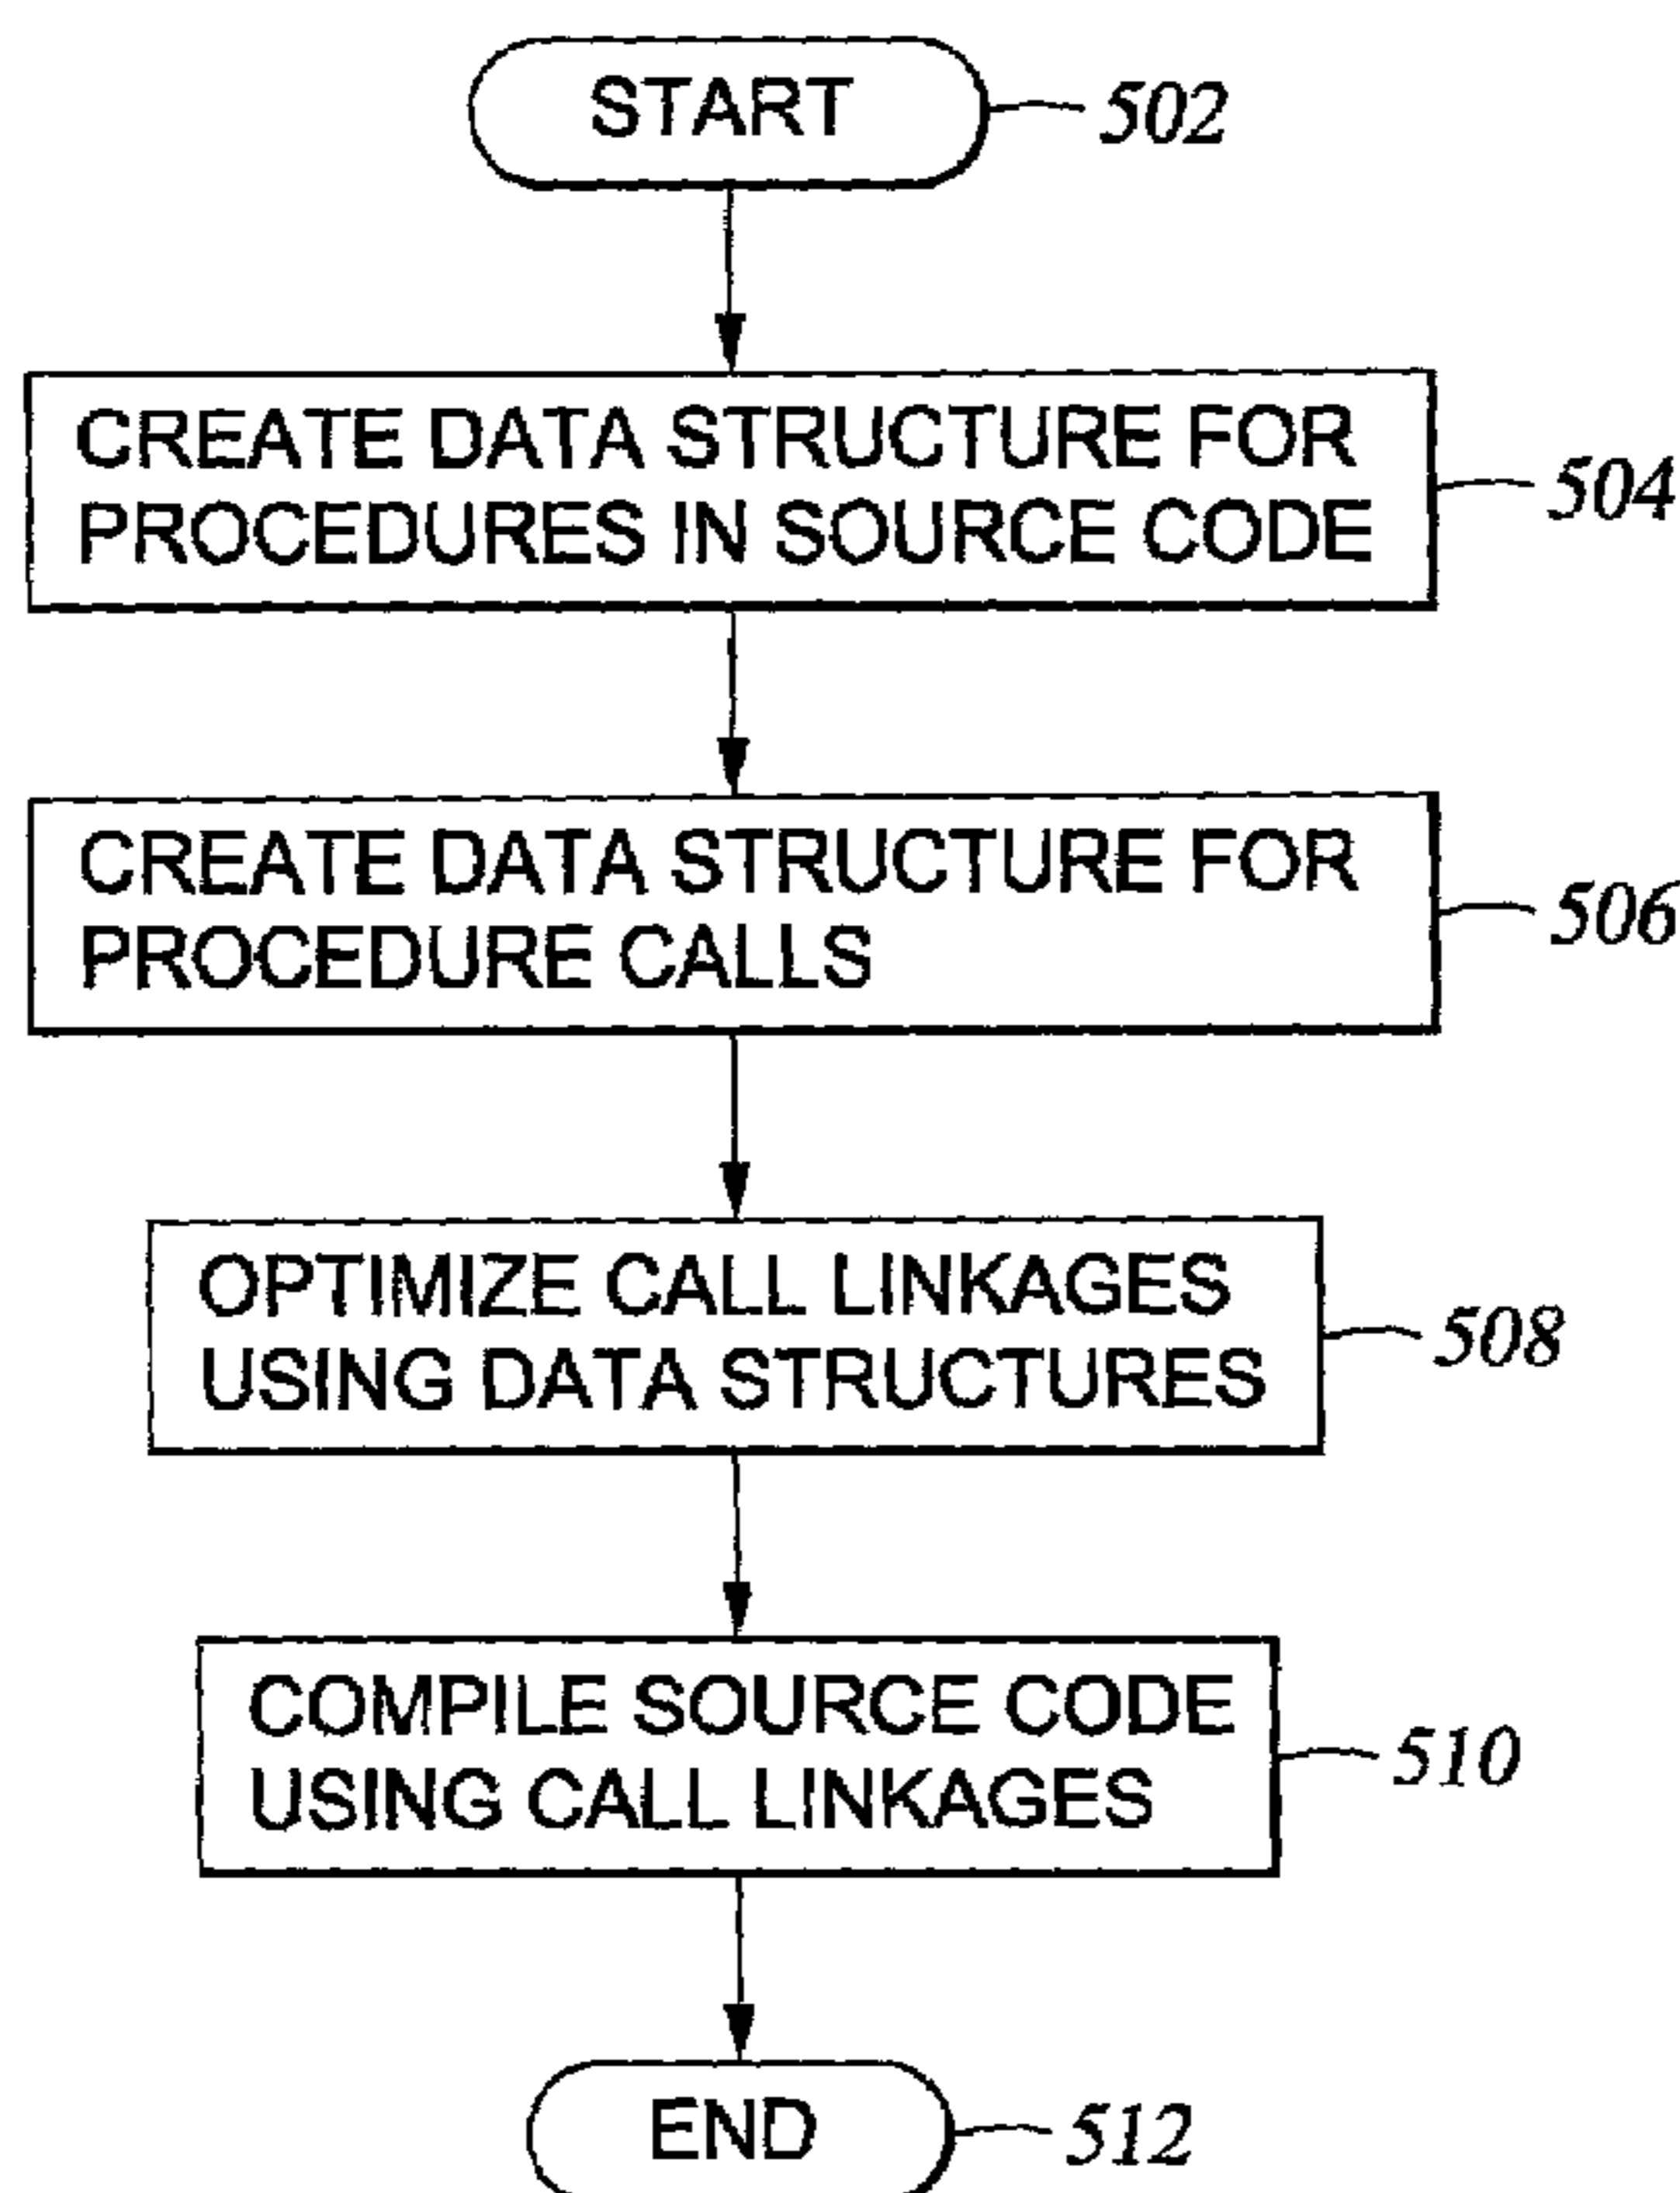 START
502
CREATE DATA STRUCTURE FOR
PROCEDURES IN SOURCE CODE
504
CREATE DATA STRUCTURE FOR
PROCEDURE CALLS
506
OPTIMIZE CALL LINKAGES
USING DATA STRUCTURES
508
COMPILE SOURCE CODE
USING CALL LINKAGES
510
END
512